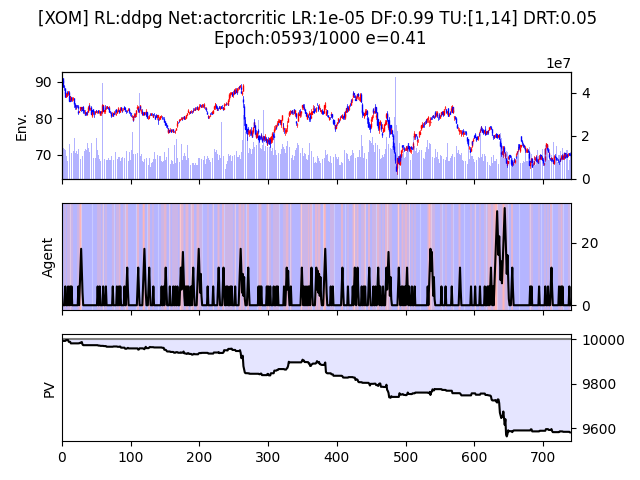 [XOM] RL:ddpg Net:actorcritic LR:1e-05 DF:0.99 TU:[1,14] DRT:0.05
Epoch:0593/1000 e=0.41
1e7
90
80
70
Env.
4
2
0
Agent
20
0
PV
10000
9800
9600
0 100 200 300 400 500 600 700